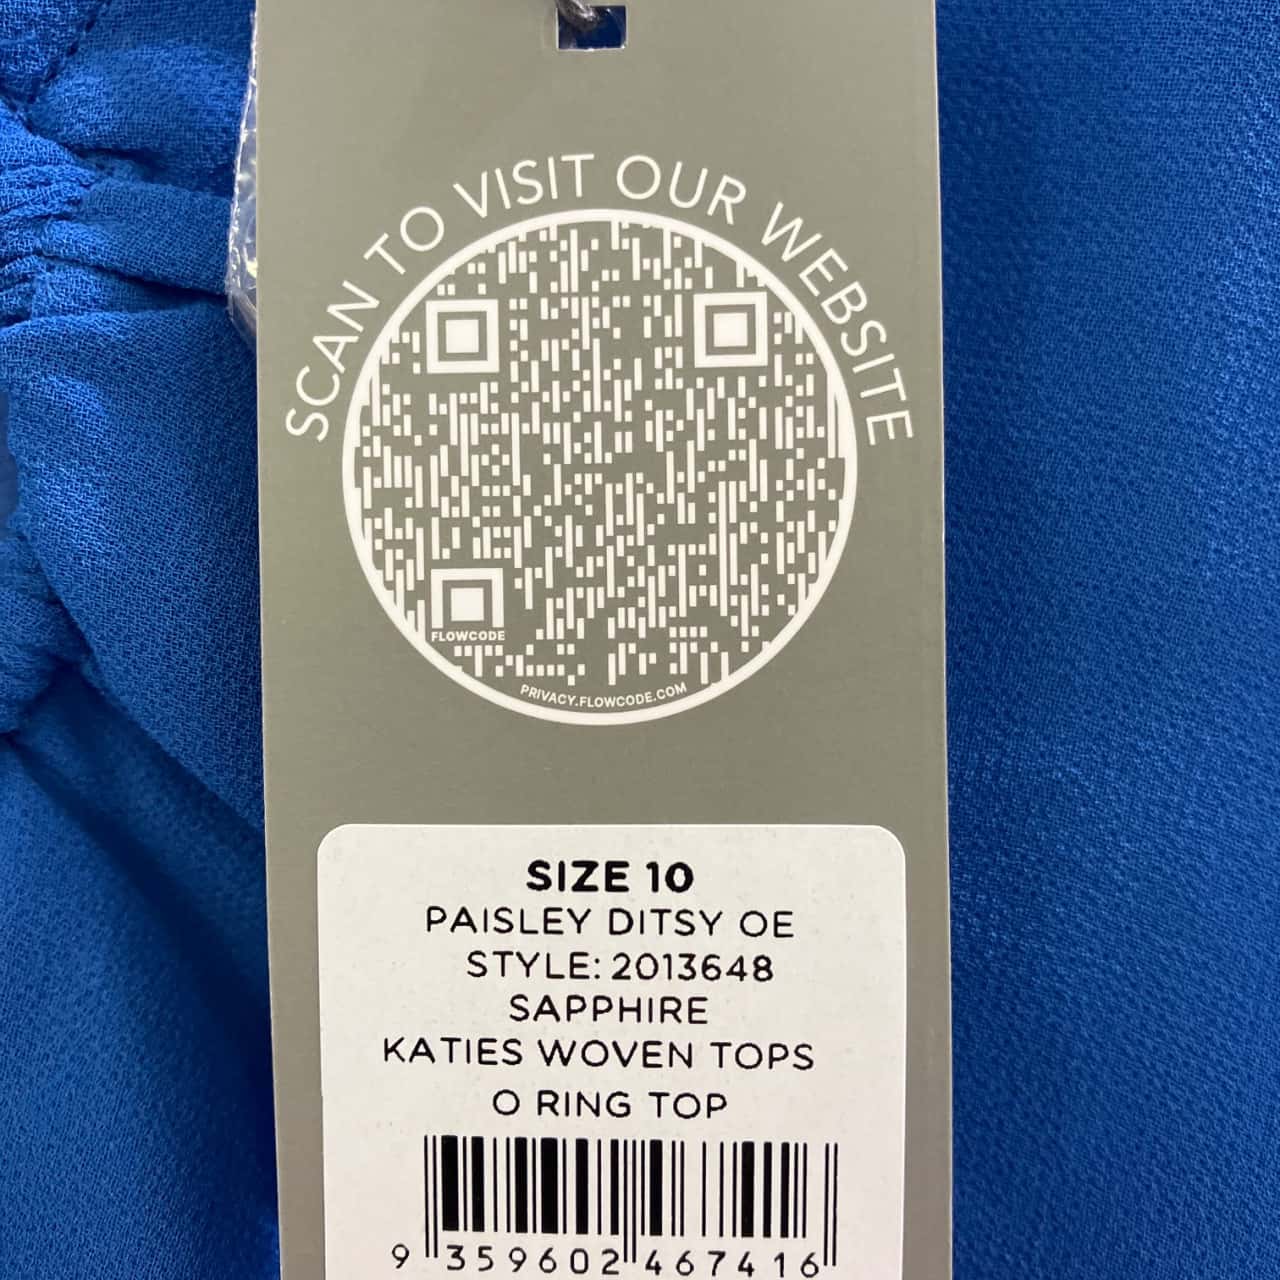 SCAN TO VISIT OUR WEBSITE
FLOWCODE
PRIVACY.FLOWCODE.COM
SIZE 10
PAISLEY DITSY OE
STYLE: 2013648
SAPPHIRE
KATIES WOVEN TOPS
O RING TOP
9 359602 467416